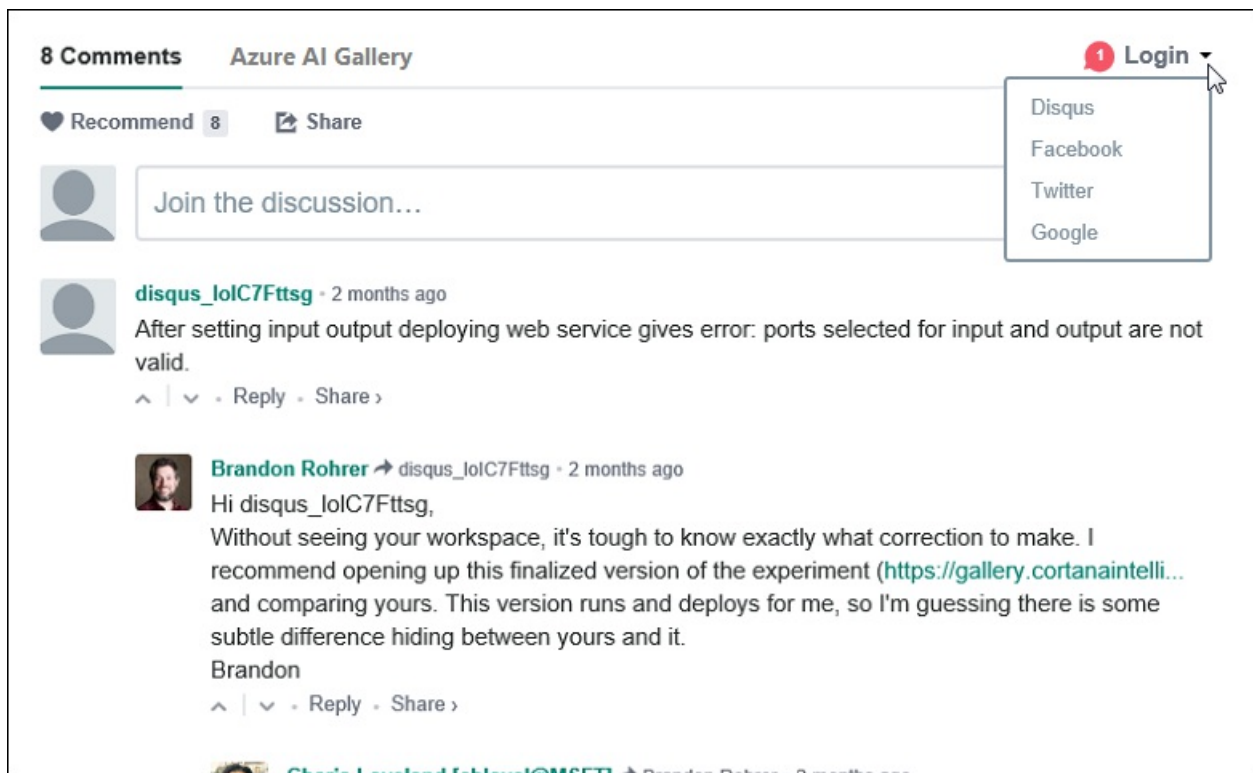 8 Comments Azure AI Gallery 1 Login
Disqus
Recommend 8 Share
Facebook
Twitter
Join the discussion…
Google
disqus_lolC7Fttsg • 2 months ago
After setting input output deploying web service gives error: ports selected for input and output are not
valid.
Reply • Share ›
Brandon Rohrer disqus_lolC7Fttsg • 2 months ago
Hi disqus_lolC7Fttsg,
Without seeing your workspace, it's tough to know exactly what correction to make. I
recommend opening up this finalized version of the experiment (https://gallery.cortanaintelli...
and comparing yours. This version runs and deploys for me, so I'm guessing there is some
subtle difference hiding between yours and it.
Brandon
Reply • Share ›